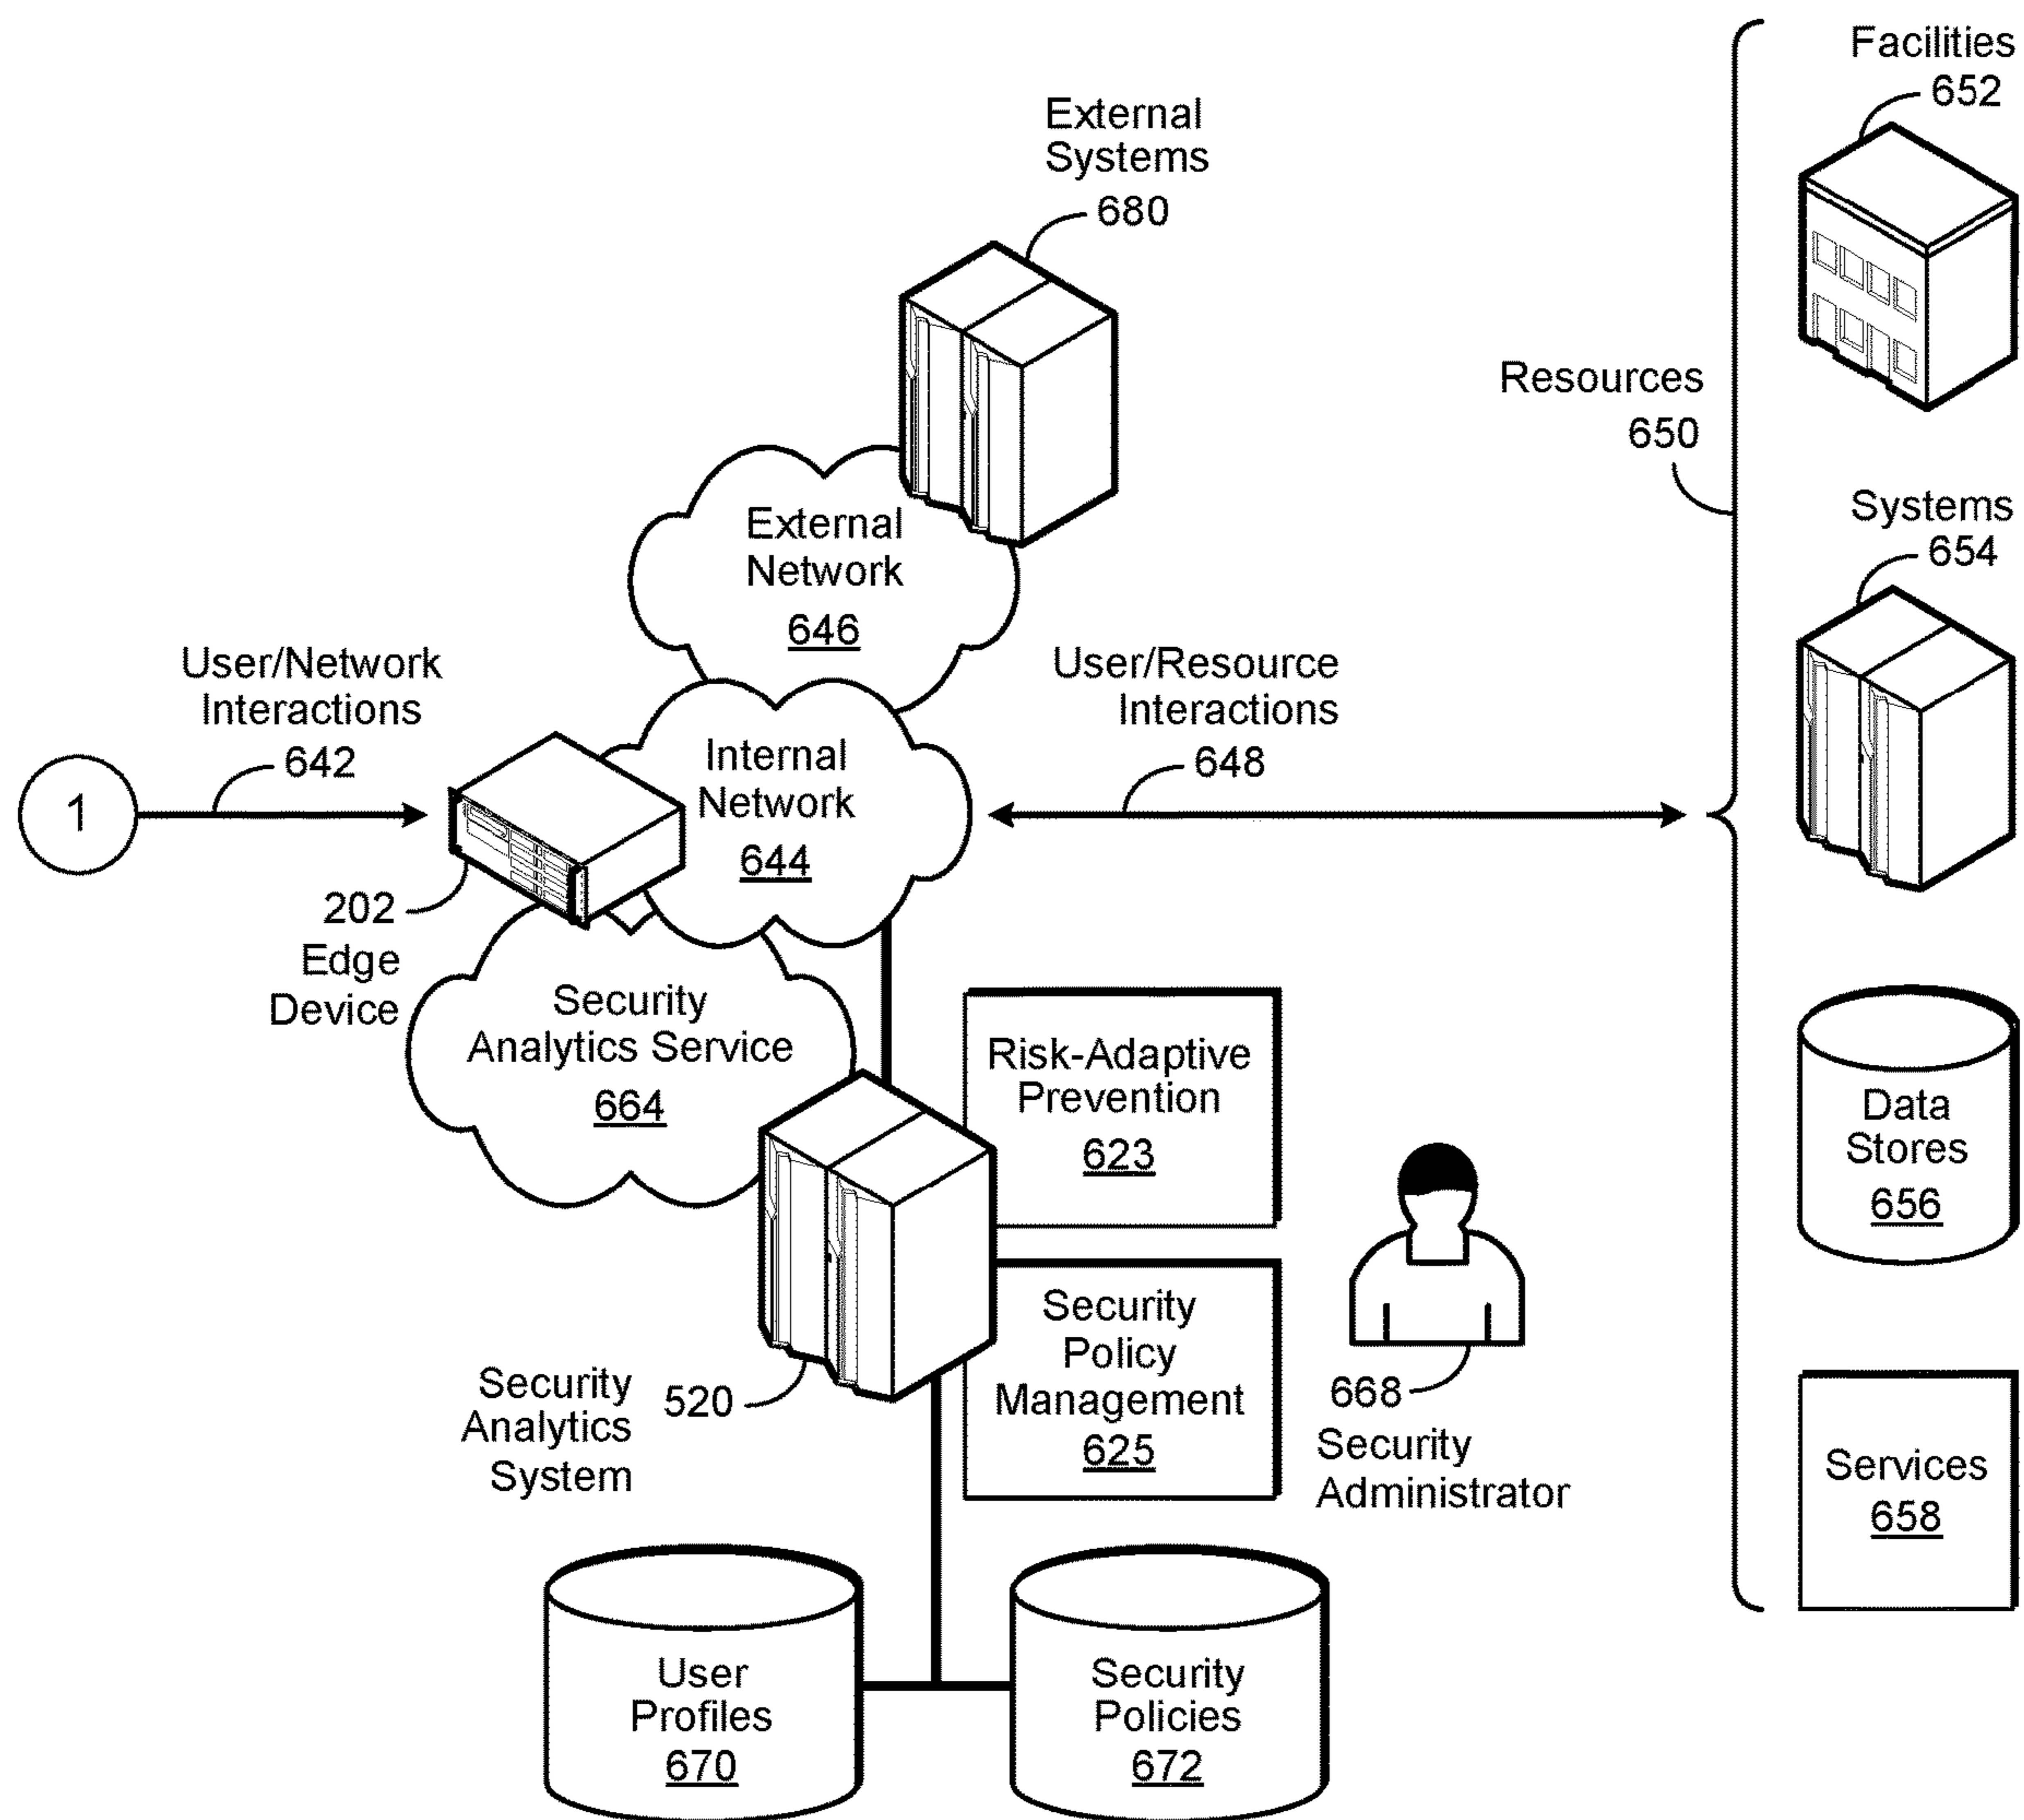 Facilities
652
External
Systems
680
Resources
650
Systems
654
External
Network
646
User/Network
Interactions
642
User/Resource
Interactions
648
Internal
Network
644
1
202
Edge
Device
Security
Analytics Service
664
Risk-Adaptive
Prevention
623
Data
Stores
656
Security
Policy
Management
625
Security
Analytics
System
520
668
Security
Administrator
Services
658
User
Profiles
670
Security
Policies
672